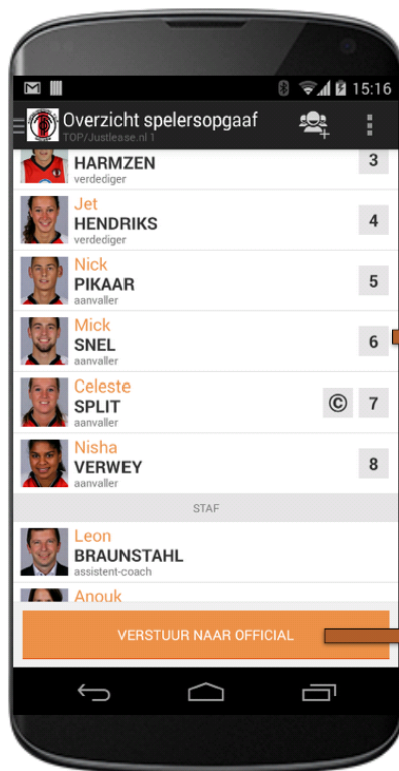 15:16
Overzicht spelersopgaaf
TOP/Justlease.nl 1
HARMZEN 3
verdediger
Jet
HENDRIKS 4
verdediger
Nick
PIKAAR 5
aanvaller
Mick
SNEL 6
aanvaller
Celeste
SPLIT © 7
aanvaller
Nisha
VERWEY 8
aanvaller
STAF
Leon
BRAUNSTAHL
assistent-coach
Anouk
VERSTUUR NAAR OFFICIAL